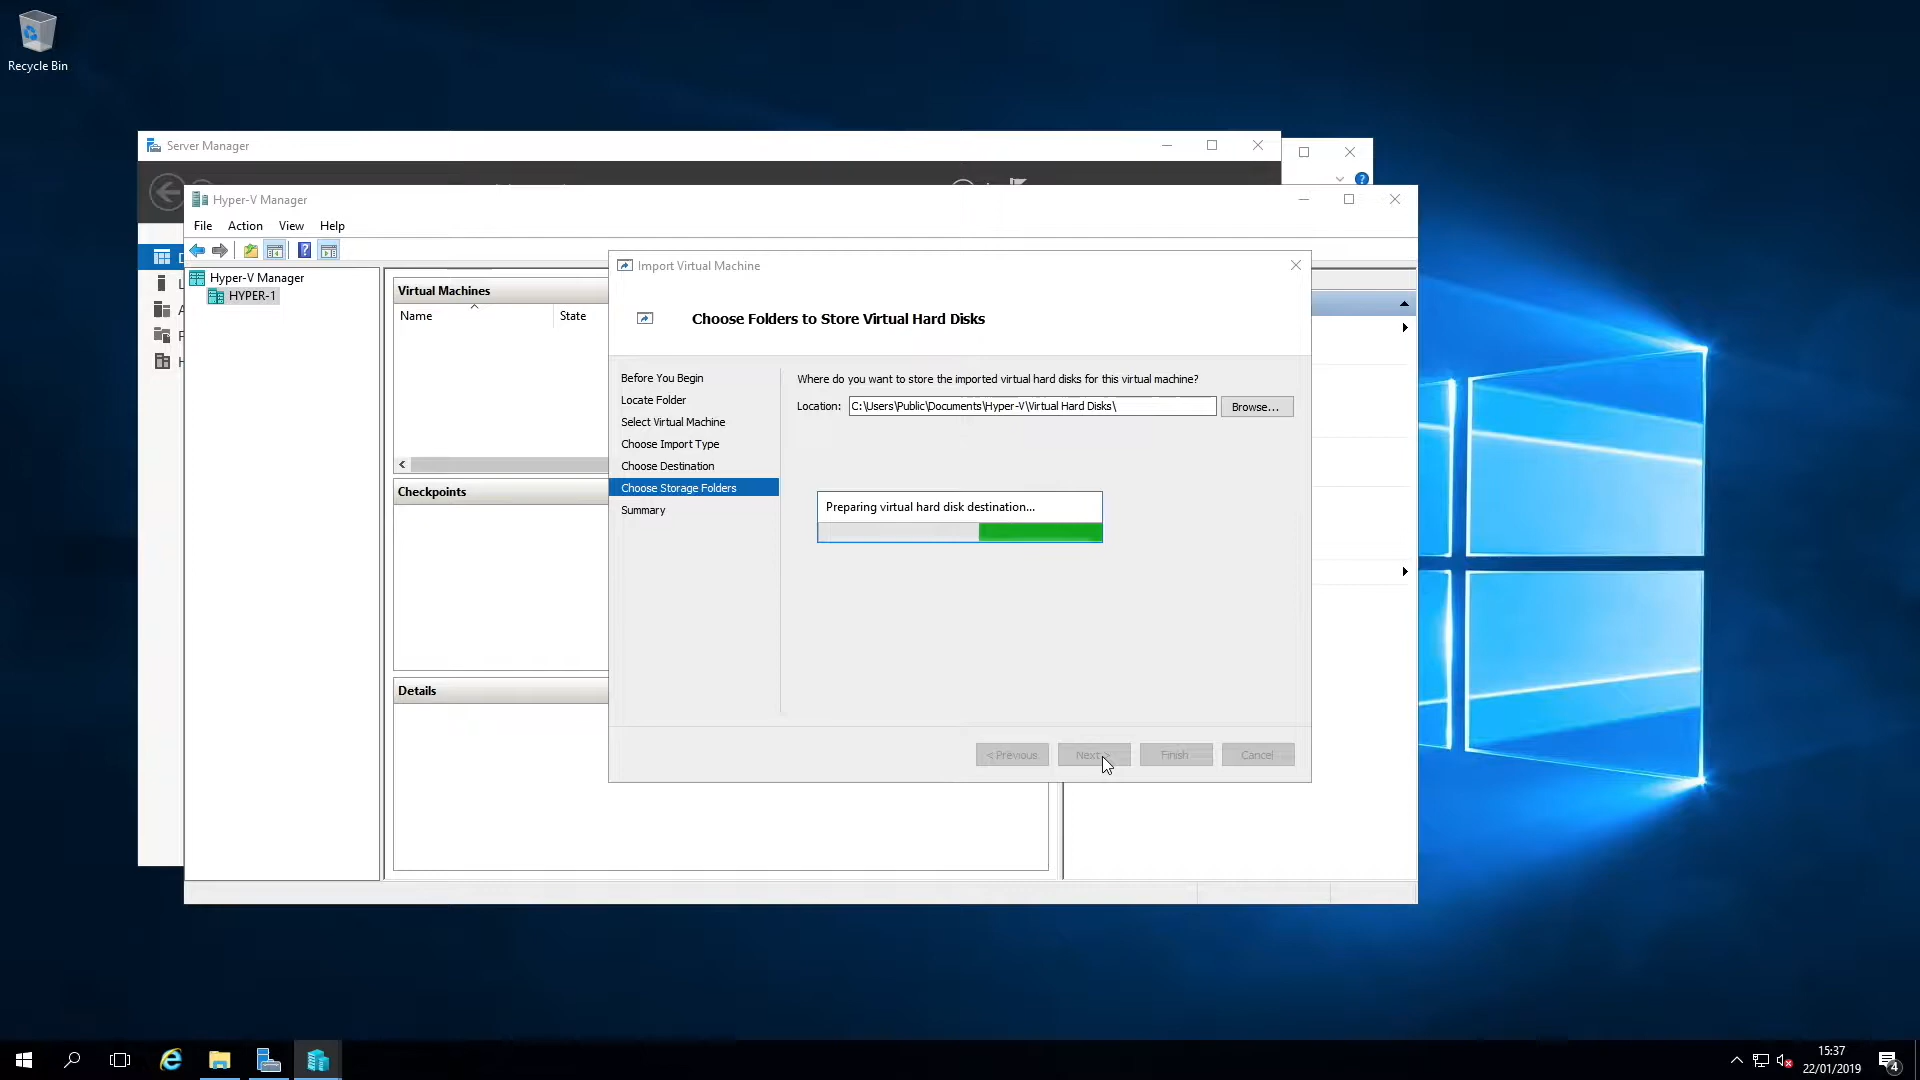 Recycle Bin
Server Manager
Hyper-V Manager
File Action View Help
Hyper-V Manager
HYPER-1
Virtual Machines
Name State
Checkpoints
Details
Import Virtual Machine
Choose Folders to Store Virtual Hard Disks
Before You Begin
Locate Folder
Select Virtual Machine
Choose Import Type
Choose Destination
Choose Storage Folders
Summary
Where do you want to store the imported virtual hard disks for this virtual machine?
Location: C:\Users\Public\Documents\Hyper-V\Virtual Hard Disks\ Browse...
Preparing virtual hard disk destination...
< Previous Next > Finish Cancel
15:37
22/01/2019
4